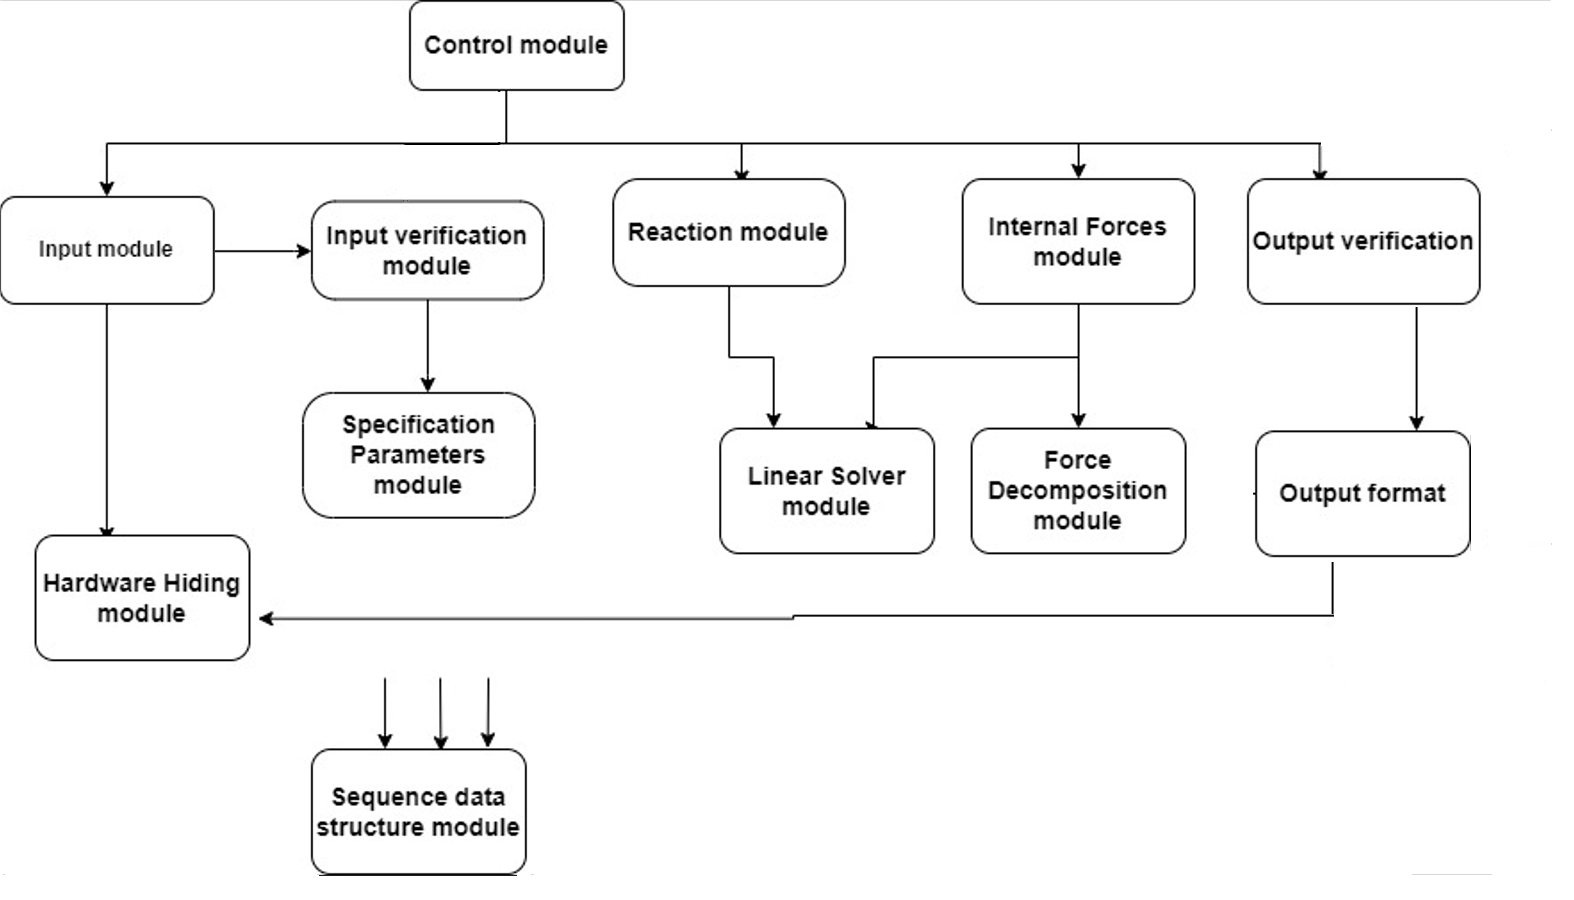 Control module
Input module
Input verification
module
Reaction module
Internal Forces
module
Output verification
Specification
Parameters
module
Linear Solver
module
Force
Decomposition
module
Output format
Hardware Hiding
module
Sequence data
structure module